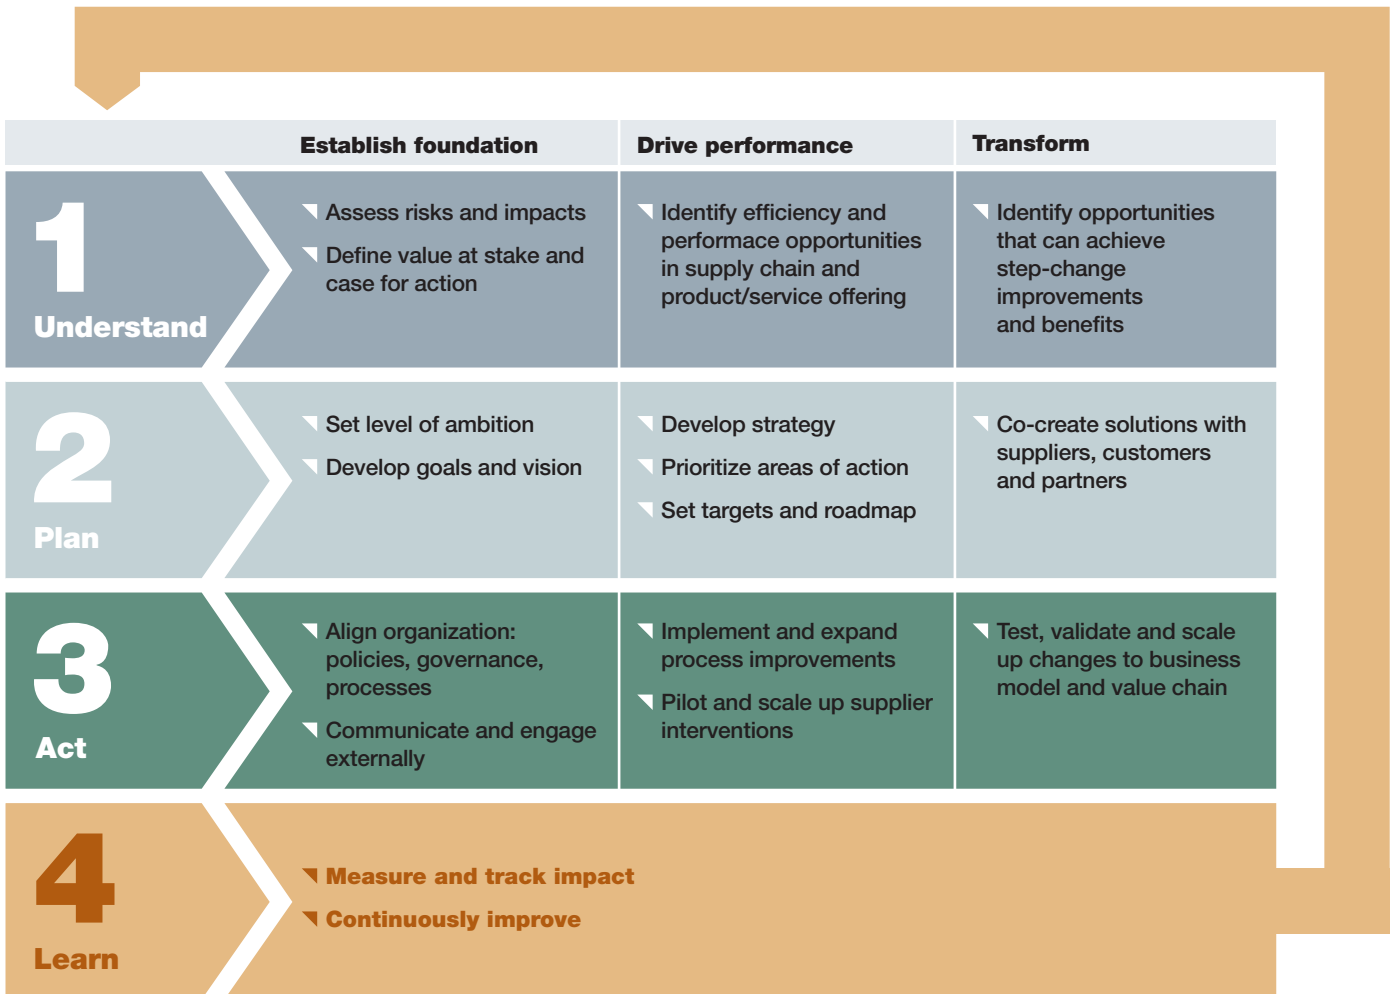 Establish foundation
Drive performance
Transform
1
Understand
Assess risks and impacts
Define value at stake and
case for action
Identify efficiency and
performace opportunities
in supply chain and
product/service offering
Identify opportunities
that can achieve
step-change
improvements
and benefits
2
Plan
Set level of ambition
Develop goals and vision
Develop strategy
Prioritize areas of action
Set targets and roadmap
Co-create solutions with
suppliers, customers
and partners
3
Act
Align organization:
policies, governance,
processes
Communicate and engage
externally
Implement and expand
process improvements
Pilot and scale up supplier
interventions
Test, validate and scale
up changes to business
model and value chain
4
Learn
Measure and track impact
Continuously improve